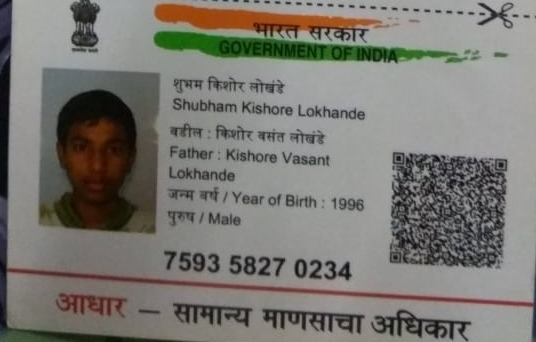 भारत सरकार
GOVERNMENT OF INDIA
शुभम किशोर लोखंडे
Shubham Kishore Lokhande
वडील : किशोर वसंत लोखंडे
Father : Kishore Vasant
Lokhande
जन्म वर्ष / Year of Birth : 1996
पुरुष / Male
7593 5827 0234
आधार — सामान्य माणसाचा अधिकार